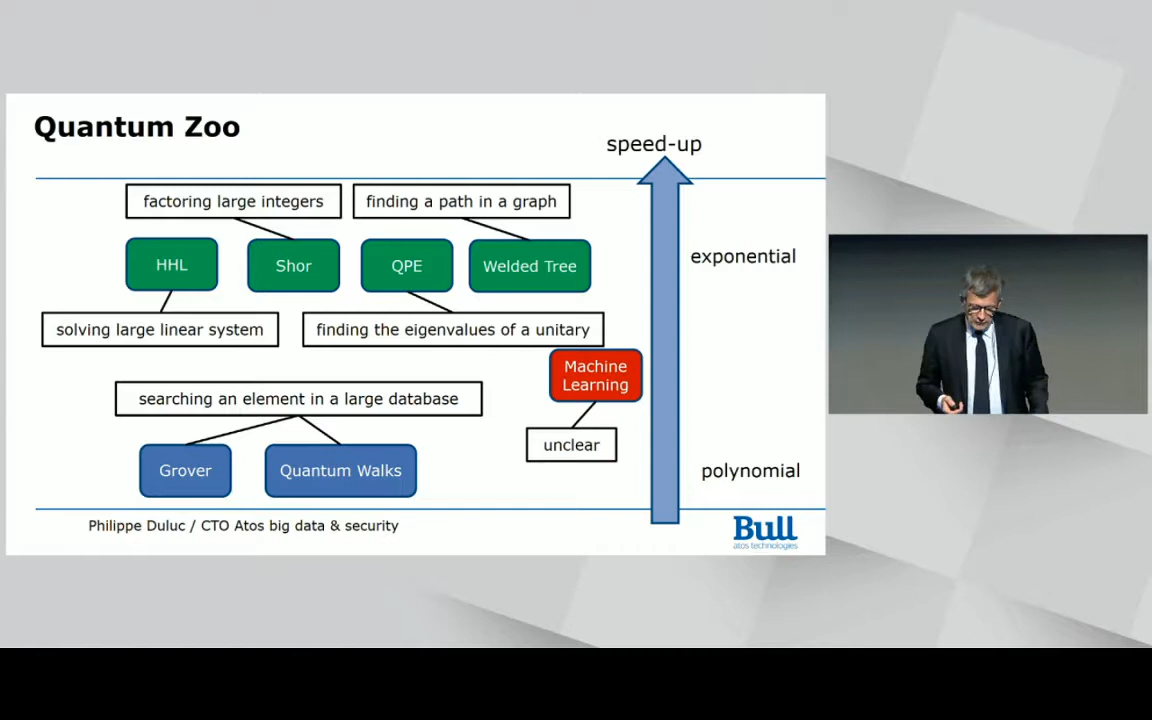 Quantum Zoo
speed-up
factoring large integers
finding a path in a graph
exponential
HHL
Shor
QPE
Welded Tree
solving large linear system
finding the eigenvalues of a unitary
Machine
Learning
searching an element in a large database
unclear
Grover
Quantum Walks
polynomial
Philippe Duluc / CTO Atos big data & security
Bull
atos technologies